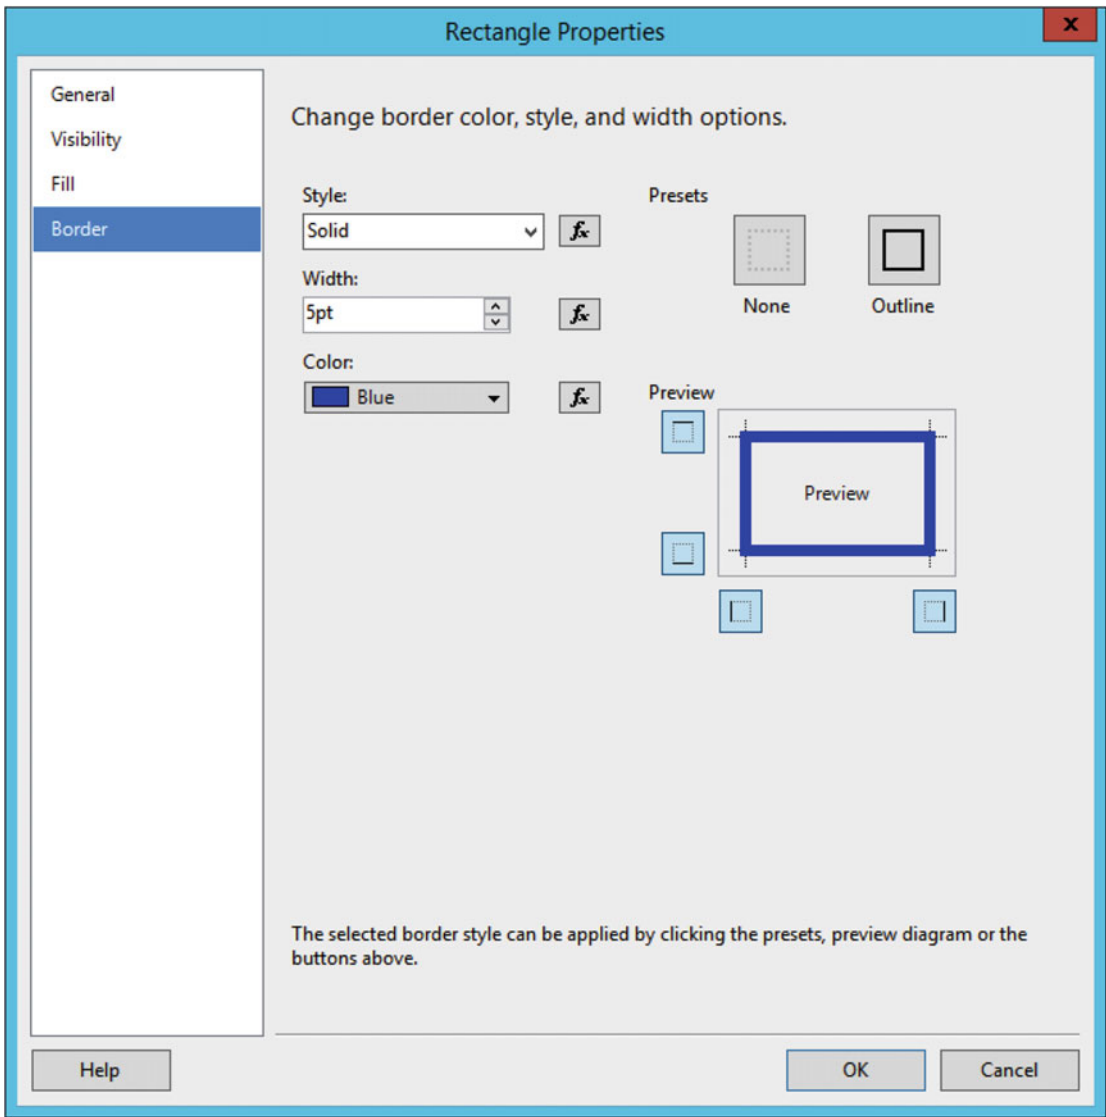 Rectangle Properties
x
General
Visibility
Fill
Border
Change border color, style, and width options.
Style:
Solid
fx
Width:
5pt
fx
Color:
Blue
fx
Presets
None
Outline
Preview
Preview
The selected border style can be applied by clicking the presets, preview diagram or the
buttons above.
Help
OK
Cancel